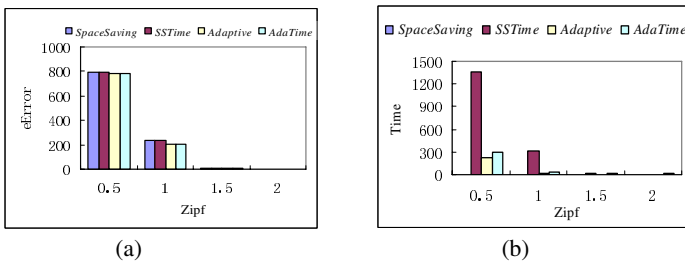 SpaceSaving SSTime Adaptive AdaTime
1000
800
600
400
200
0
eError
0.5 1 1.5 2
Zipf
(a)
SpaceSaving SSTime Adaptive AdaTime
1500
1200
900
600
300
0
Time
0.5 1 1.5 2
Zipf
(b)